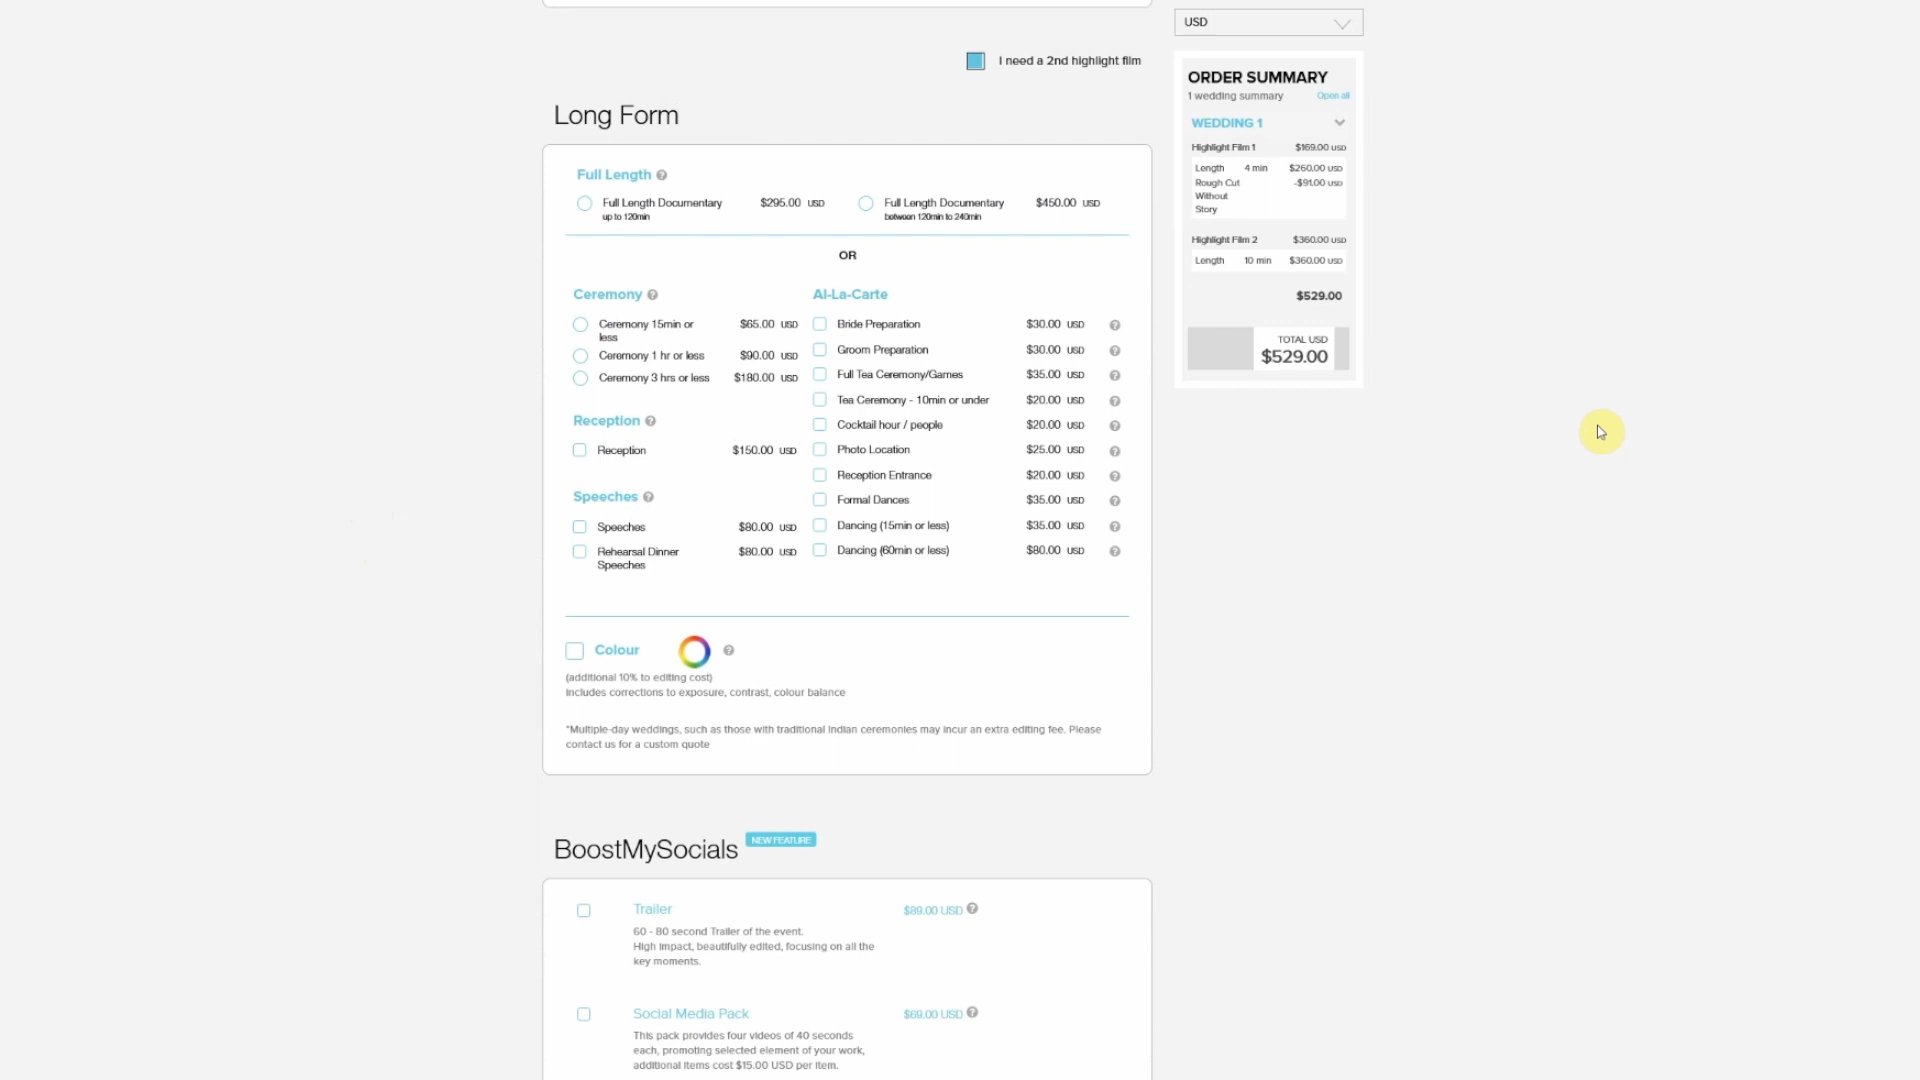 USD
I need a 2nd highlight film
ORDER SUMMARY
1 wedding summary Open all
WEDDING 1
Highlight Film 1 $169.00 USD
Length 4 min $260.00 USD
Rough Cut -$91.00 USD
Without
Story
Highlight Film 2 $360.00 USD
Length 10 min $360.00 USD
$529.00
TOTAL USD
$529.00
Long Form
Full Length
Full Length Documentary $295.00 USD
up to 120min
Full Length Documentary $450.00 USD
between 120min to 240min
OR
Ceremony
Ceremony 15min or $65.00 USD
less
Ceremony 1 hr or less $90.00 USD
Ceremony 3 hrs or less $180.00 USD
Reception
Reception $150.00 USD
Speeches
Speeches $80.00 USD
Rehearsal Dinner $80.00 USD
Speeches
Al-La-Carte
Bride Preparation $30.00 USD
Groom Preparation $30.00 USD
Full Tea Ceremony/Games $35.00 USD
Tea Ceremony - 10min or under $20.00 USD
Cocktail hour / people $20.00 USD
Photo Location $25.00 USD
Reception Entrance $20.00 USD
Formal Dances $35.00 USD
Dancing (15min or less) $35.00 USD
Dancing (60min or less) $80.00 USD
Colour
(additional 10% to editing cost)
Includes corrections to exposure, contrast, colour balance
*Multiple-day weddings, such as those with traditional Indian ceremonies may incur an extra editing fee. Please
contact us for a custom quote
BoostMySocials NEW FEATURE
Trailer $89.00 USD
60 - 80 second Trailer of the event.
High impact, beautifully edited, focusing on all the
key moments.
Social Media Pack $69.00 USD
This pack provides four videos of 40 seconds
each, promoting selected element of your work,
additional items cost $15.00 USD per item.